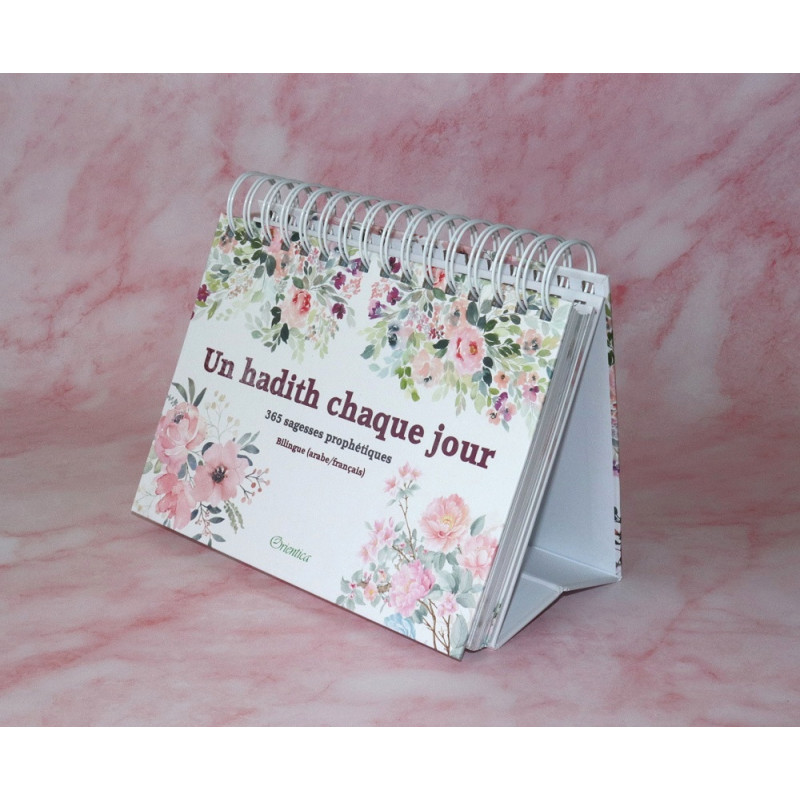 Un hadith chaque jour
365 sagesses prophétiques
Bilingue (arabe/français)
Orientica